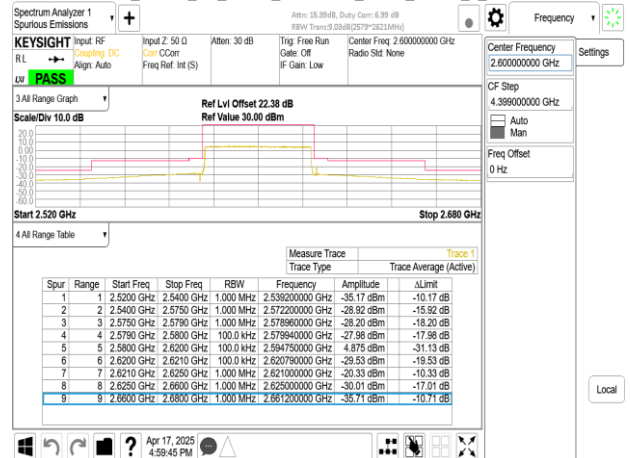 Spectrum Analyzer 1
Spurious Emissions
Attn: 15.39dB, Duty Corr: 6.99 dB
RBW Trans:9.03dB(2579~2621MHz)
Frequency
KEYSIGHT
RL
PASS
Input: RF
Coupling: DC
Align: Auto
Input Z: 50 Ω
Corr CCorr
Freq Ref: Int (S)
Atten: 30 dB
Trig: Free Run
Gate: Off
IF Gain: Low
Center Freq: 2.600000000 GHz
Radio Std: None
Center Frequency
2.600000000 GHz
Settings
CF Step
4.399000000 GHz
Auto
Man
Freq Offset
0 Hz
3 All Range Graph
Scale/Div 10.0 dB
Ref Lvl Offset 22.38 dB
Ref Value 30.00 dBm
20.0
10.0
0.00
-10.0
-20.0
-30.0
-40.0
-50.0
-60.0
Start 2.520 GHz
Stop 2.680 GHz
4 All Range Table
Measure Trace Trace 1
Trace Type Trace Average (Active)
Spur Range Start Freq Stop Freq RBW Frequency Amplitude ΔLimit
1 1 2.5200 GHz 2.5400 GHz 1.000 MHz 2.539200000 GHz -35.17 dBm -10.17 dB
2 2 2.5400 GHz 2.5750 GHz 1.000 MHz 2.572200000 GHz -28.92 dBm -15.92 dB
3 3 2.5750 GHz 2.5790 GHz 1.000 MHz 2.578960000 GHz -28.20 dBm -18.20 dB
4 4 2.5790 GHz 2.5800 GHz 100.0 kHz 2.579940000 GHz -27.98 dBm -17.98 dB
5 5 2.5800 GHz 2.6200 GHz 100.0 kHz 2.594750000 GHz 4.875 dBm -31.13 dB
6 6 2.6200 GHz 2.6210 GHz 100.0 kHz 2.620790000 GHz -29.53 dBm -19.53 dB
7 7 2.6210 GHz 2.6250 GHz 1.000 MHz 2.621000000 GHz -20.33 dBm -10.33 dB
8 8 2.6250 GHz 2.6600 GHz 1.000 MHz 2.625000000 GHz -30.01 dBm -17.01 dB
9 9 2.6600 GHz 2.6800 GHz 1.000 MHz 2.661200000 GHz -35.71 dBm -10.71 dB
Local
?
Apr 17, 2025
4:59:45 PM